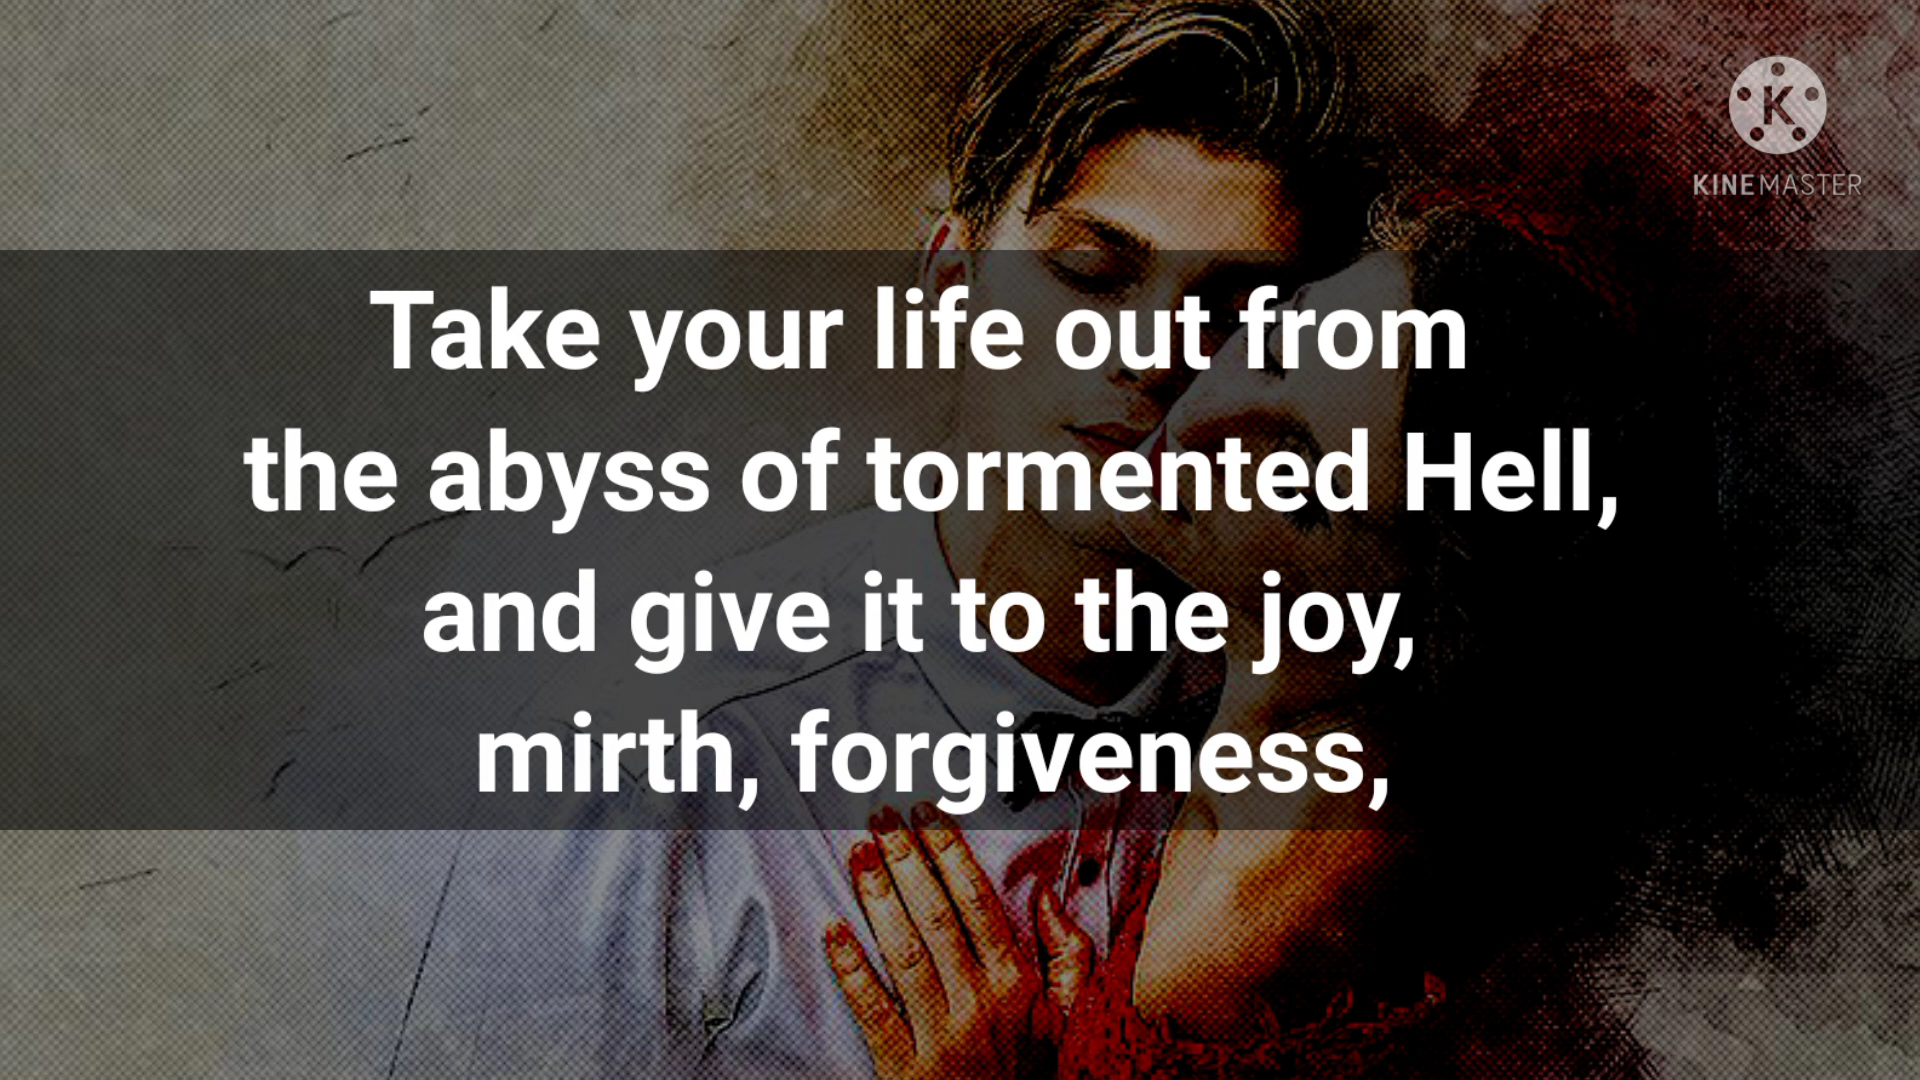 K
KINEMASTER
Take your life out from
the abyss of tormented Hell,
and give it to the joy,
mirth, forgiveness,